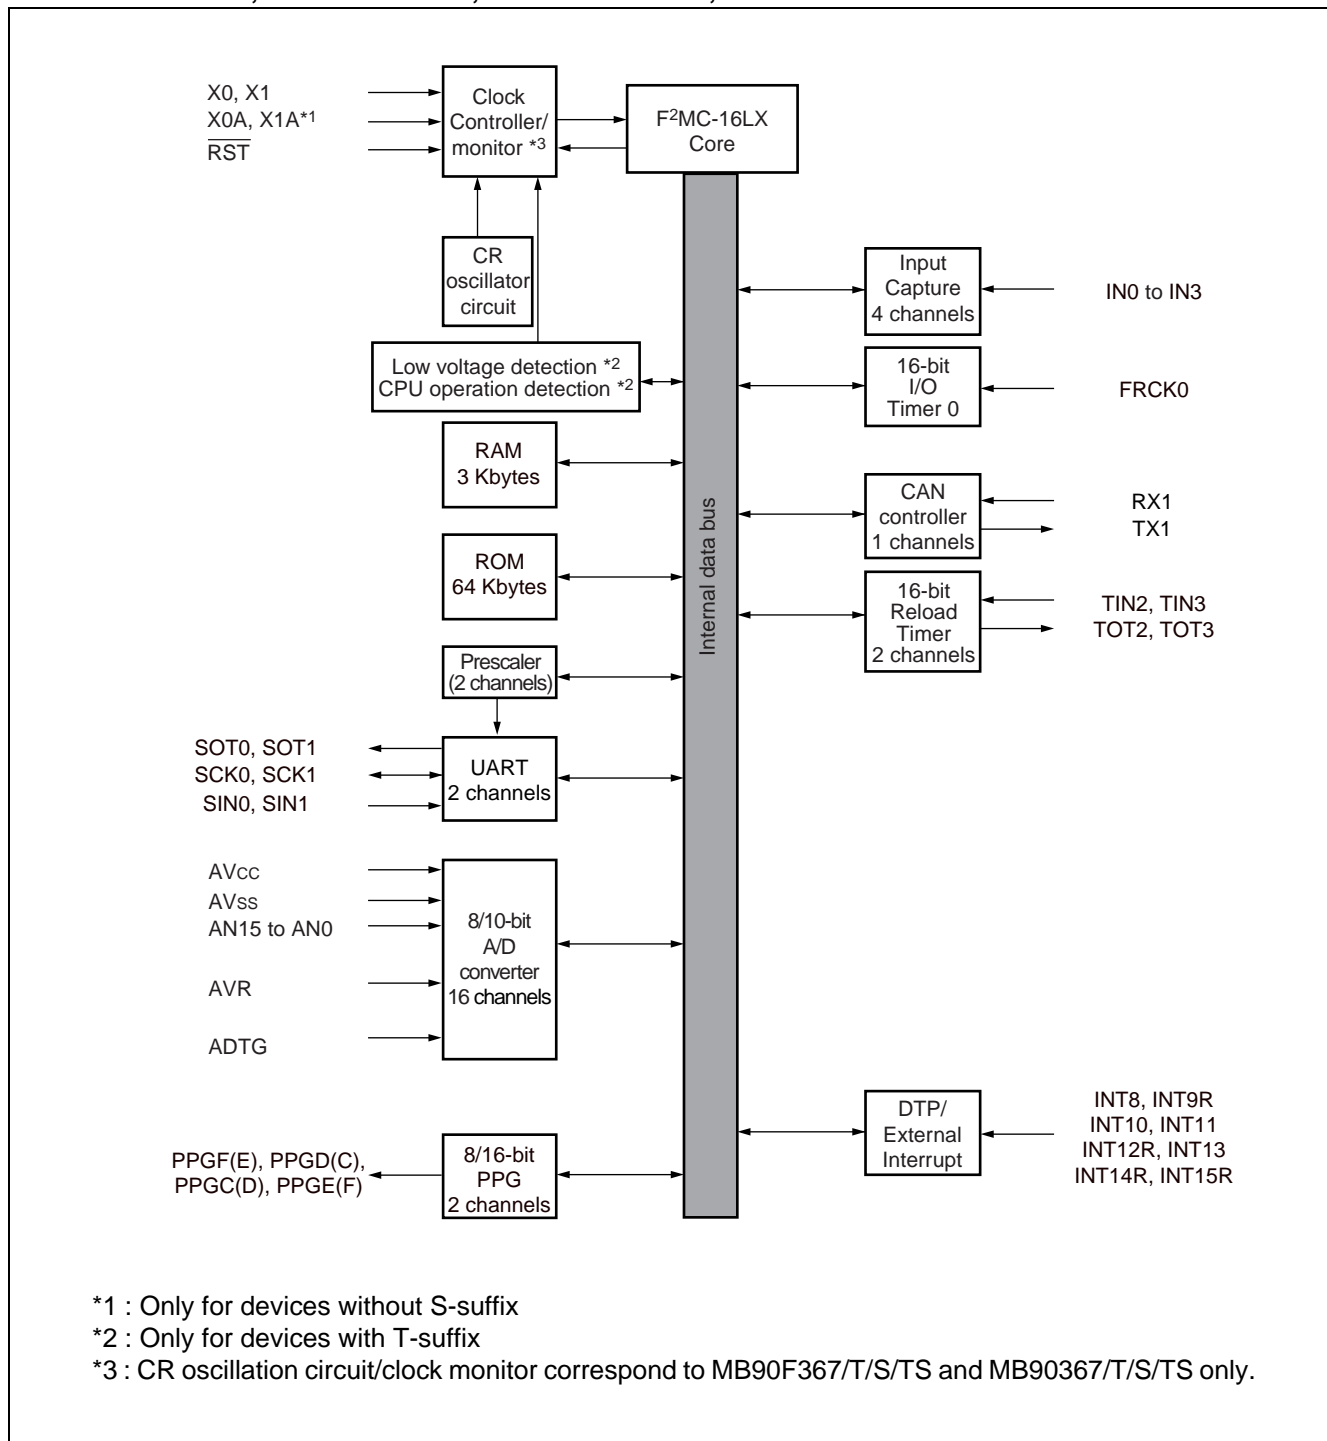 X0, X1
X0A, X1A*1
RST
Clock
Controller/
monitor *3
F2MC-16LX
Core
CR
oscillator
circuit
Low voltage detection *2
CPU operation detection *2
RAM
3 Kbytes
ROM
64 Kbytes
Prescaler
(2 channels)
SOT0, SOT1
SCK0, SCK1
SIN0, SIN1
UART
2 channels
AVCC
AVSS
AN15 to AN0
AVR
ADTG
8/10-bit
A/D
converter
16 channels
PPGF(E), PPGD(C),
PPGC(D), PPGE(F)
8/16-bit
PPG
2 channels
Internal data bus
Input
Capture
4 channels
IN0 to IN3
16-bit
I/O
Timer 0
FRCK0
CAN
controller
1 channels
RX1
TX1
16-bit
Reload
Timer
2 channels
TIN2, TIN3
TOT2, TOT3
DTP/
External
Interrupt
INT8, INT9R
INT10, INT11
INT12R, INT13
INT14R, INT15R
*1 : Only for devices without S-suffix
*2 : Only for devices with T-suffix
*3 : CR oscillation circuit/clock monitor correspond to MB90F367/T/S/TS and MB90367/T/S/TS only.